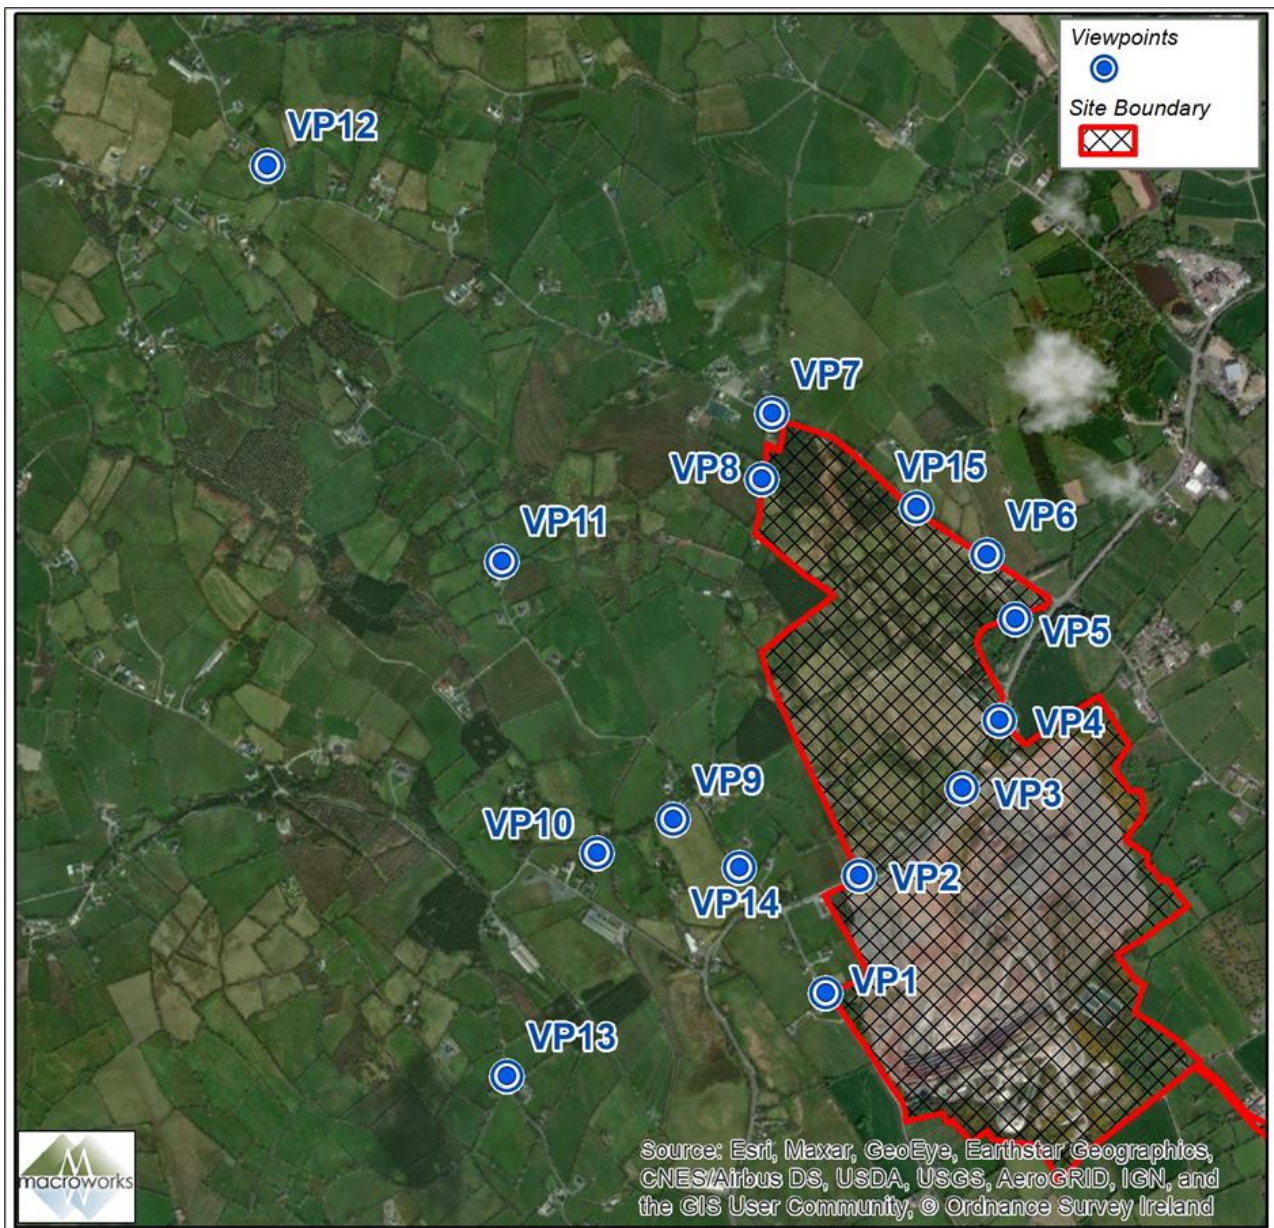 Viewpoints
Site Boundary
VP12
VP7
VP8
VP15
VP6
VP11
VP5
VP4
VP9
VP3
VP10
VP2
VP14
VP1
VP13
macroworks
Source: Esri, Maxar, GeoEye, Earthstar Geographics,
CNES/Airbus DS, USDA, USGS, AeroGRID, IGN, and
the GIS User Community, © Ordnance Survey Ireland